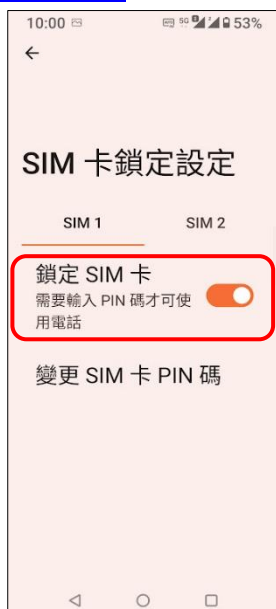 10:00 5G 53%
SIM 卡鎖定設定
SIM 1 SIM 2
鎖定 SIM 卡
需要輸入 PIN 碼才可使
用電話
變更 SIM 卡 PIN 碼